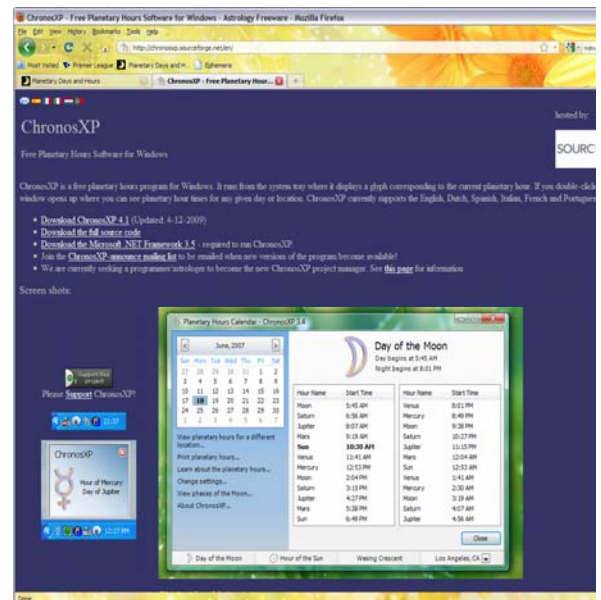 ChronosXP - Free Planetary Hours Software for Windows - Astrology Freeware - Mozilla Firefox
File Edit View History Bookmarks Tools Help
http://chronosxp.sourceforge.net/en/
Most Visited Premier League Planetary Days and H... Ephemeris
Planetary Days and Hours ChronosXP - Free Planetary Hour...
ChronosXP
hosted by:
SOURC
Free Planetary Hours Software for Windows
ChronosXP is a free planetary hours program for Windows. It runs from the system tray where it displays a glyph corresponding to the current planetary hour. If you double-click
window opens up where you can see planetary hour times for any given day or location. ChronosXP currently supports the English, Dutch, Spanish, Italian, French and Portugues
Download ChronosXP 4.1 (Updated: 4-12-2009)
Download the full source code
Download the Microsoft .NET Framework 3.5 - required to run ChronosXP.
Join the ChronosXP-announce mailing list to be emailed when new versions of the program become available!
We are currently seeking a programmer/astrologer to become the new ChronosXP project manager. See this page for information
Screen shots:
Support this project
Please Support ChronosXP!
21:37
ChronosXP
Hour of Mercury
Day of Jupiter
12:27 PM
Planetary Hours Calendar - ChronosXP 3.4
June, 2007
Sun Mon Tue Wed Thu Fri Sat
27 28 29 30 31 1 2
3 4 5 6 7 8 9
10 11 12 13 14 15 16
17 18 19 20 21 22 23
24 25 26 27 28 29 30
1 2 3 4 5 6 7
View planetary hours for a different location...
Print planetary hours...
Learn about the planetary hours...
Change settings...
View phases of the Moon...
About ChronosXP...
Day of the Moon
Day begins at 5:45 AM
Night begins at 8:01 PM
Hour Name Start Time Hour Name Start Time
Moon 5:45 AM Venus 8:01 PM
Saturn 6:56 AM Mercury 8:49 PM
Jupiter 8:07 AM Moon 9:38 PM
Mars 9:19 AM Saturn 10:27 PM
Sun 10:30 AM Jupiter 11:15 PM
Venus 11:41 AM Mars 12:04 AM
Mercury 12:53 PM Sun 12:53 AM
Moon 2:04 PM Venus 1:41 AM
Saturn 3:15 PM Mercury 2:30 AM
Jupiter 4:27 PM Moon 3:19 AM
Mars 5:38 PM Saturn 4:07 AM
Sun 6:49 PM Jupiter 4:56 AM
Close
Day of the Moon Hour of the Sun Waxing Crescent Los Angeles, CA
Done